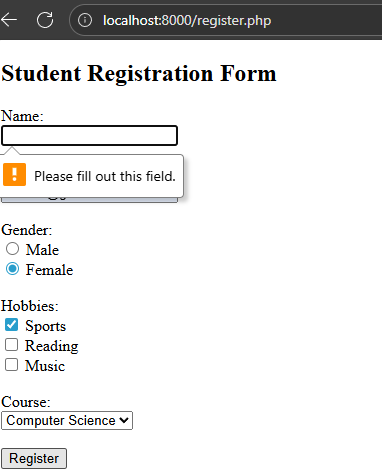 localhost:8000/register.php
Student Registration Form
Name:
Please fill out this field.
Gender:
Male
Female
Hobbies:
Sports
Reading
Music
Course:
Computer Science
Register